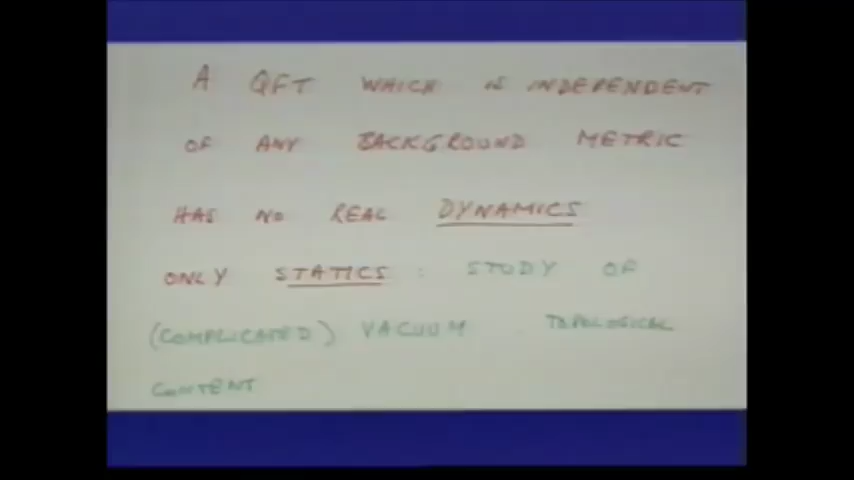 A QFT WHICH IS INDEPENDENT
OF ANY BACKGROUND METRIC
HAS NO REAL DYNAMICS
ONLY STATICS : STUDY OF
(COMPLICATED) VACUUM . TOPOLOGICAL
CONTENT